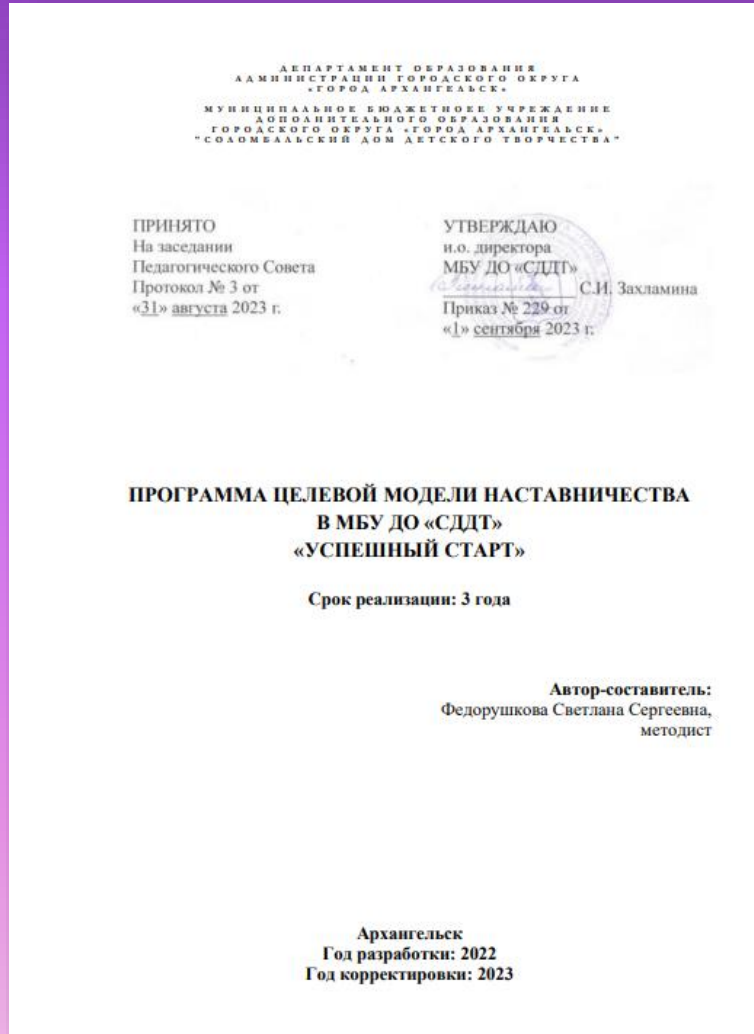 ДЕПАРТАМЕНТ ОБРАЗОВАНИЯ
АДМИНИСТРАЦИИ ГОРОДСКОГО ОКРУГА
«ГОРОД АРХАНГЕЛЬСК»
МУНИЦИПАЛЬНОЕ БЮДЖЕТНОЕЕ УЧРЕЖДЕНИЕ
ДОПОЛНИТЕЛЬНОГО ОБРАЗОВАНИЯ
ГОРОДСКОГО ОКРУГА «ГОРОД АРХАНГЕЛЬСК»
"СОЛОМБАЛЬСКИЙ ДОМ ДЕТСКОГО ТВОРЧЕСТВА"
ПРИНЯТО
На заседании
Педагогического Совета
Протокол № 3 от
«31» августа 2023 г.
УТВЕРЖДАЮ
и.о. директора
МБУ ДО «СДДТ»
С.И. Захламина
Приказ № 229 от
«1» сентября 2023 г.
ПРОГРАММА ЦЕЛЕВОЙ МОДЕЛИ НАСТАВНИЧЕСТВА
В МБУ ДО «СДДТ»
«УСПЕШНЫЙ СТАРТ»
Срок реализации: 3 года
Автор-составитель:
Федорушкова Светлана Сергеевна,
методист
Архангельск
Год разработки: 2022
Год корректировки: 2023